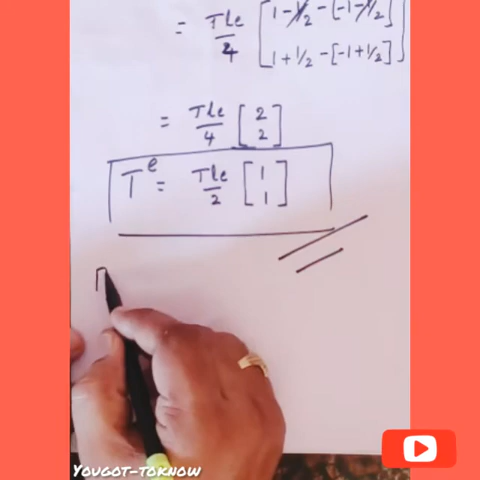 = Tle/4 [1-1/2 -[-1-1/2]
1+1/2 -[-1+1/2]]
= Tle/4 [2
2]
T^e = Tle/2 [1
1]
YOUGOT-TOKNOW